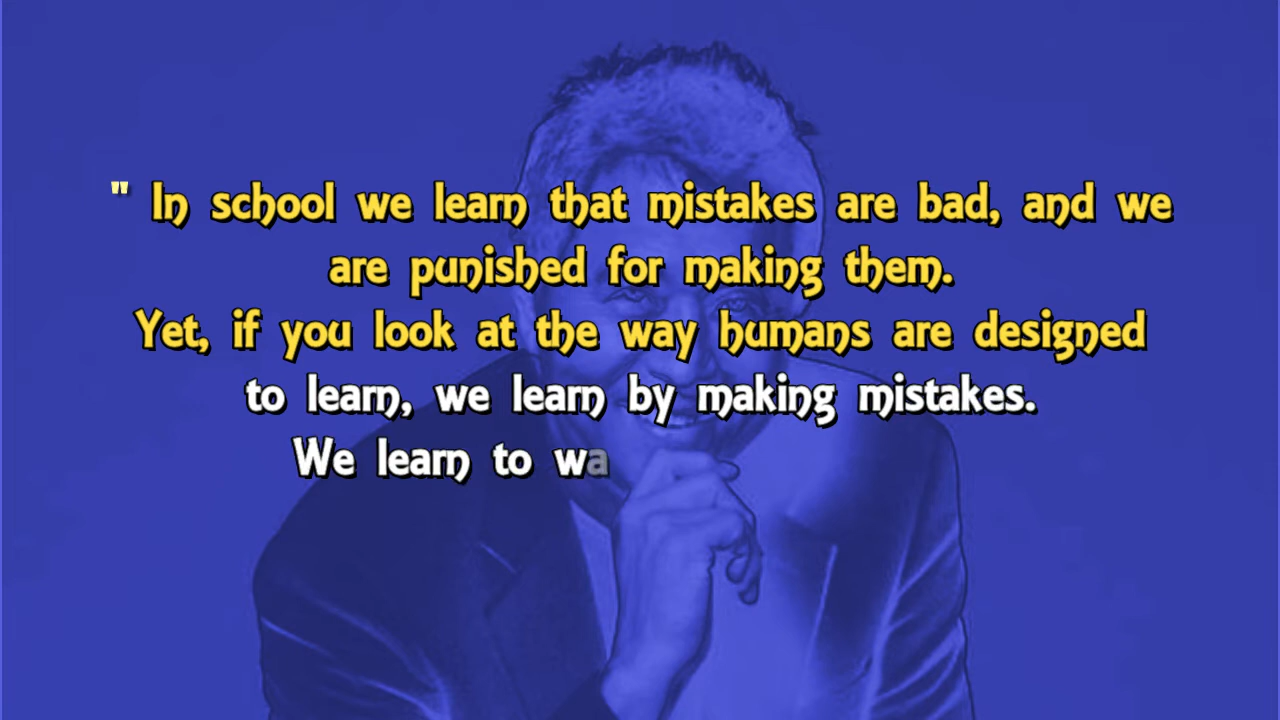 " In school we learn that mistakes are bad, and we
are punished for making them.
Yet, if you look at the way humans are designed
to learn, we learn by making mistakes.
We learn to wa